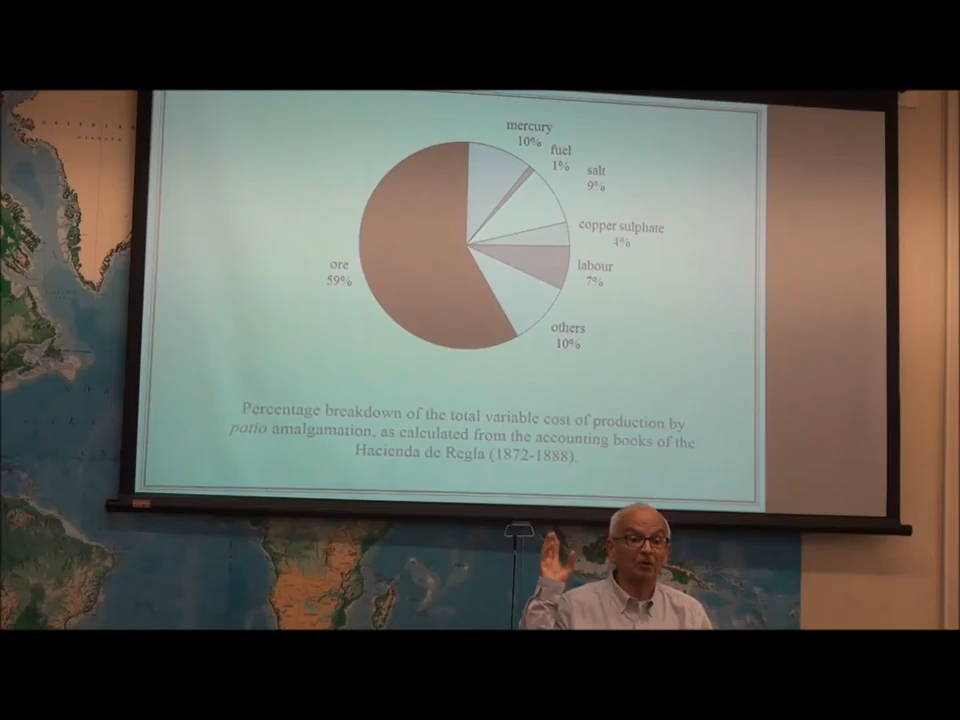 mercury
10%
fuel
1%
salt
9%
copper sulphate
4%
labour
7%
others
10%
ore
59%
Percentage breakdown of the total variable cost of production by
patio amalgamation, as calculated from the accounting books of the
Hacienda de Regla (1872-1888).